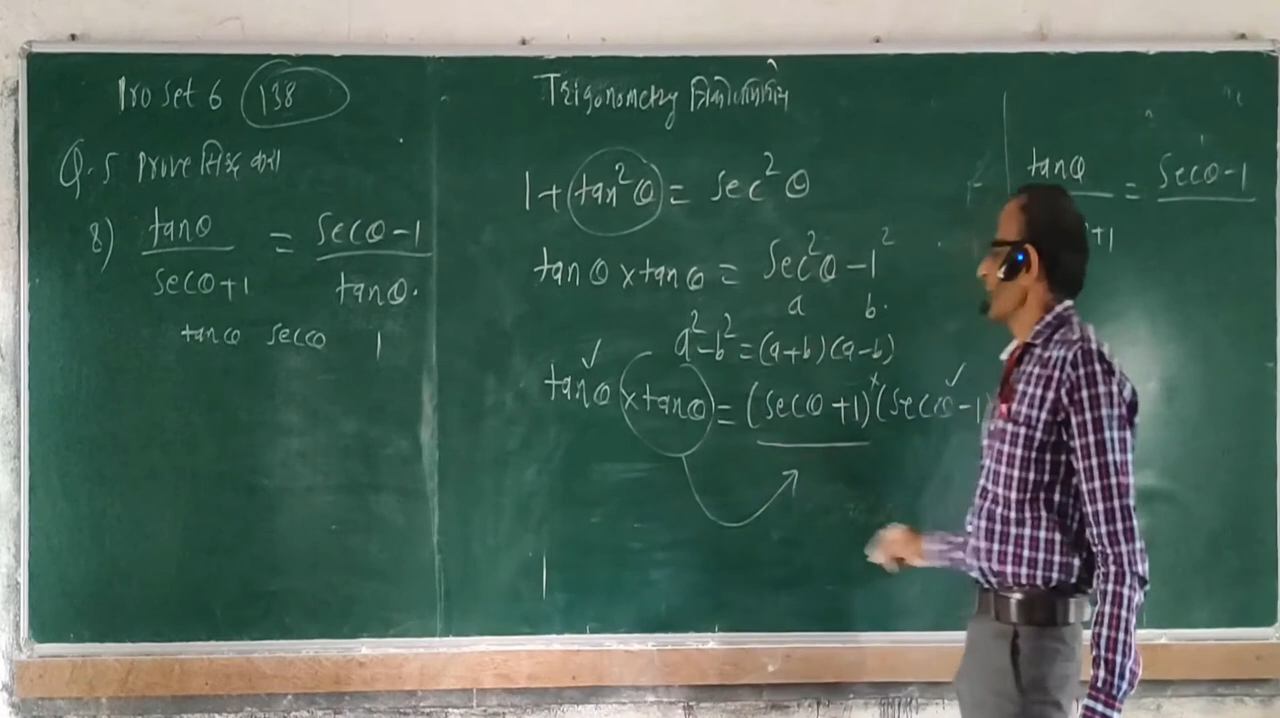 Pro Set 6 (138)
Q.5 Prove सिद्ध करा
8) tanθ / secθ+1 = secθ-1 / tanθ.
tanθ secθ 1
Trigonometry त्रिकोणमिती
1 + tan²θ = sec²θ
tanθ × tanθ = sec²θ - 1²
a b.
a²-b² = (a+b)(a-b)
tanθ × tanθ = (secθ+1)×(secθ-1
tanθ = secθ-1
+1